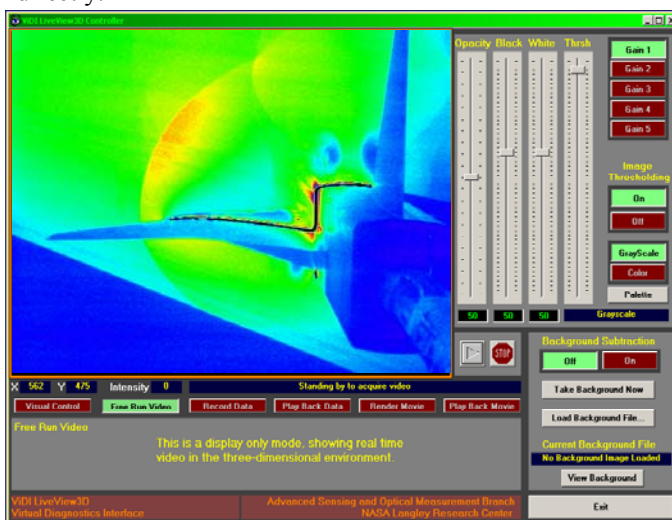 ViDI LiveView3D Controller
Opacity Black White Thrsh
Gain 1
Gain 2
Gain 3
Gain 4
Gain 5
Image
Thresholding
On
Off
GrayScale
Color
Palette
50 50 50 Grayscale
STOP
Background Subtraction
Off On
Take Background Now
Load Background File...
Current Background File
No Background Image Loaded
View Background
Exit
X 562 Y 475 Intensity 0 Standing by to acquire video
Visual Control Free Run Video Record Data Play Back Data Render Movie Play Back Movie
Free Run Video
This is a display only mode, showing real time
video in the three-dimensional environment.
ViDI LiveView3D Advanced Sensing and Optical Measurement Branch
Virtual Diagnostics Interface NASA Langley Research Center